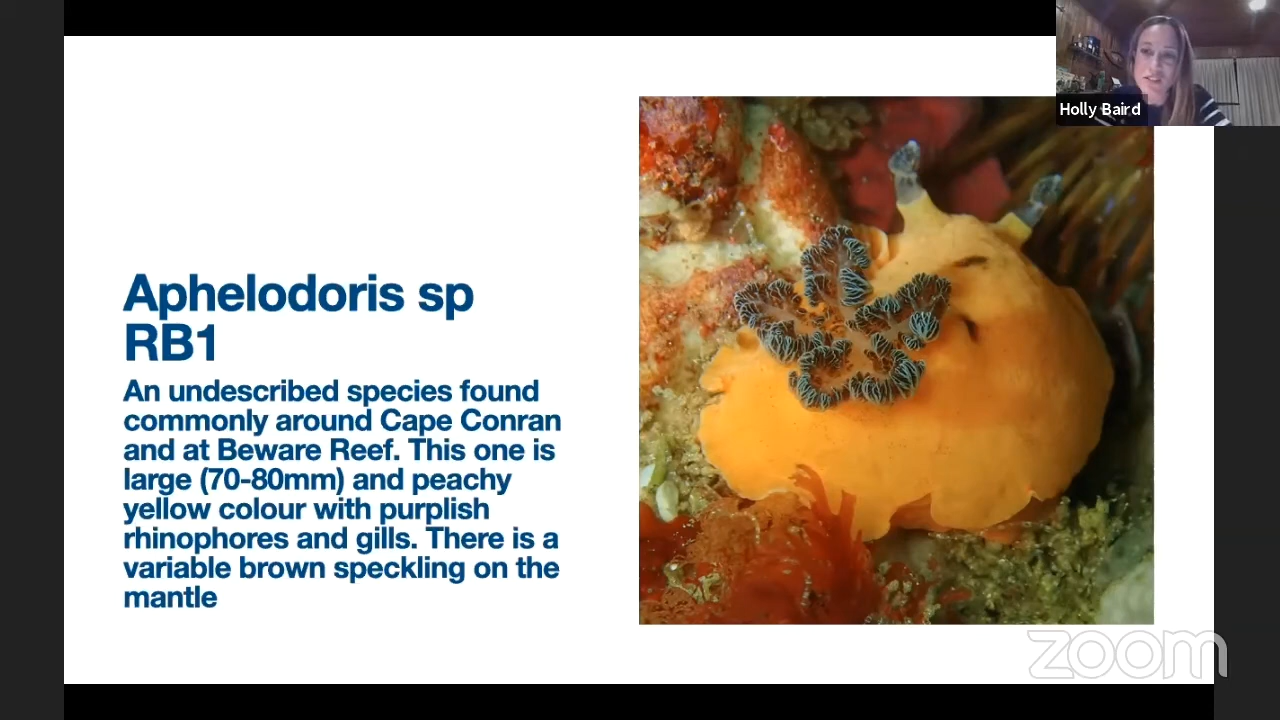 Holly Baird
Aphelodoris sp
RB1
An undescribed species found
commonly around Cape Conran
and at Beware Reef. This one is
large (70-80mm) and peachy
yellow colour with purplish
rhinophores and gills. There is a
variable brown speckling on the
mantle
zoom